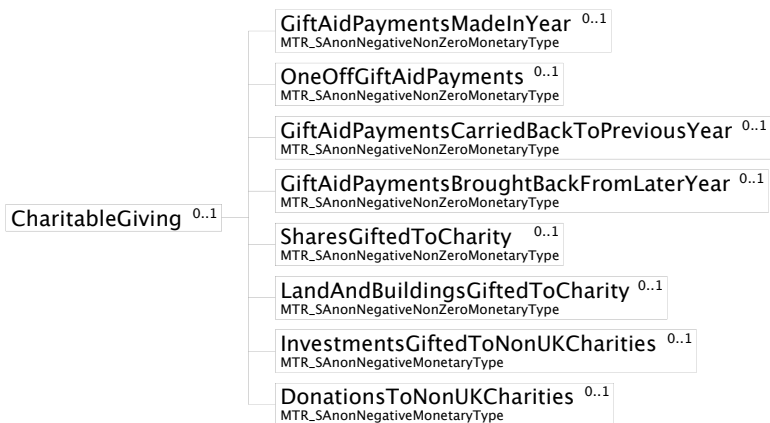 GiftAidPaymentsMadeInYear 0..1
MTR_SAnonNegativeNonZeroMonetaryType
OneOffGiftAidPayments 0..1
MTR_SAnonNegativeNonZeroMonetaryType
GiftAidPaymentsCarriedBackToPreviousYear 0..1
MTR_SAnonNegativeNonZeroMonetaryType
GiftAidPaymentsBroughtBackFromLaterYear 0..1
MTR_SAnonNegativeNonZeroMonetaryType
CharitableGiving 0..1
SharesGiftedToCharity 0..1
MTR_SAnonNegativeNonZeroMonetaryType
LandAndBuildingsGiftedToCharity 0..1
MTR_SAnonNegativeNonZeroMonetaryType
InvestmentsGiftedToNonUKCharities 0..1
MTR_SAnonNegativeMonetaryType
DonationsToNonUKCharities 0..1
MTR_SAnonNegativeMonetaryType